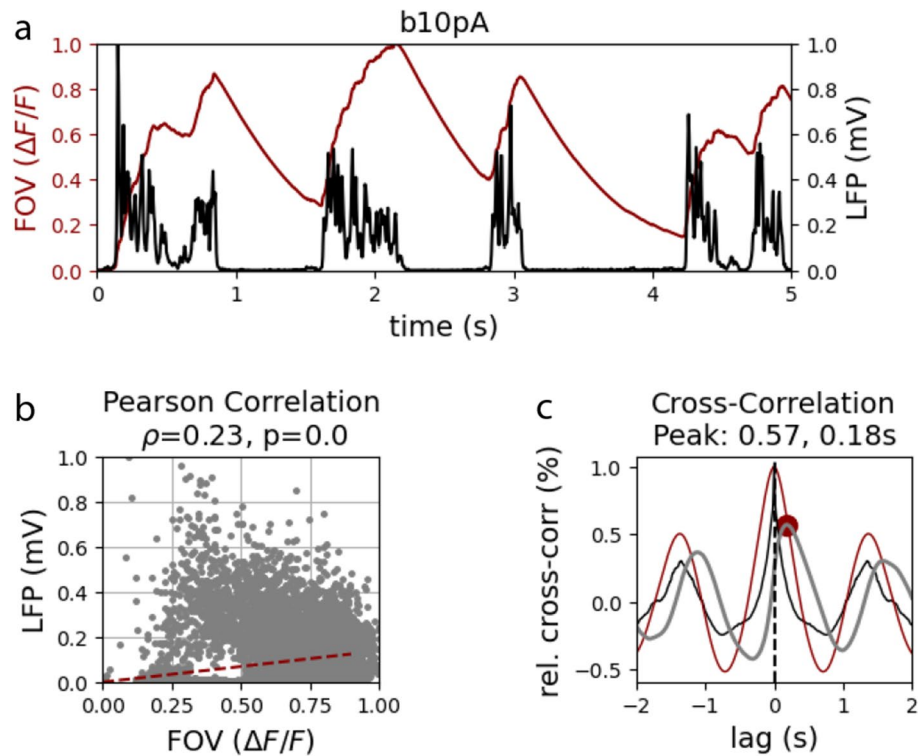 a
b10pA
FOV (ΔF/F)
1.0
0.8
0.6
0.4
0.2
0.0
1.0
0.8
0.6
0.4
0.2
0.0
LFP (mV)
0
1
2
3
4
5
time (s)
b
Pearson Correlation
ρ=0.23, p=0.0
LFP (mV)
1.0
0.8
0.6
0.4
0.2
0.0
0.00
0.25
0.50
0.75
1.00
FOV (ΔF/F)
c
Cross-Correlation
Peak: 0.57, 0.18s
rel. cross-corr (%)
1.0
0.5
0.0
−0.5
−2
−1
0
1
2
lag (s)